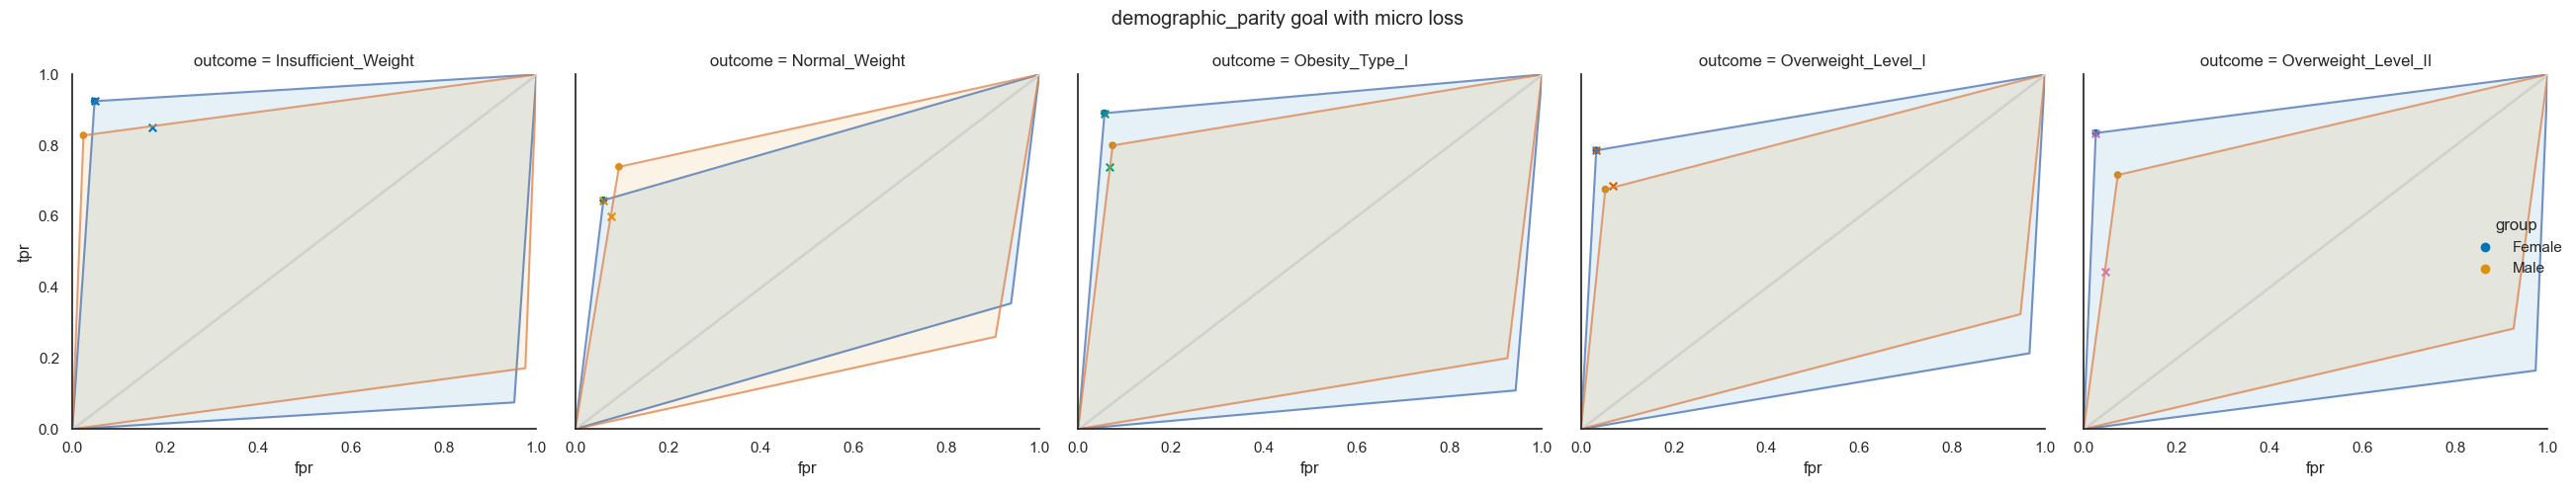 demographic_parity goal with micro loss
outcome = Insufficient_Weight
outcome = Normal_Weight
outcome = Obesity_Type_I
outcome = Overweight_Level_I
outcome = Overweight_Level_II
tpr
1.0
0.8
0.6
0.4
0.2
0.0
0.0 0.2 0.4 0.6 0.8 1.0
fpr
0.0 0.2 0.4 0.6 0.8 1.0
fpr
0.0 0.2 0.4 0.6 0.8 1.0
fpr
0.0 0.2 0.4 0.6 0.8 1.0
fpr
0.0 0.2 0.4 0.6 0.8 1.0
fpr
group
Female
Male